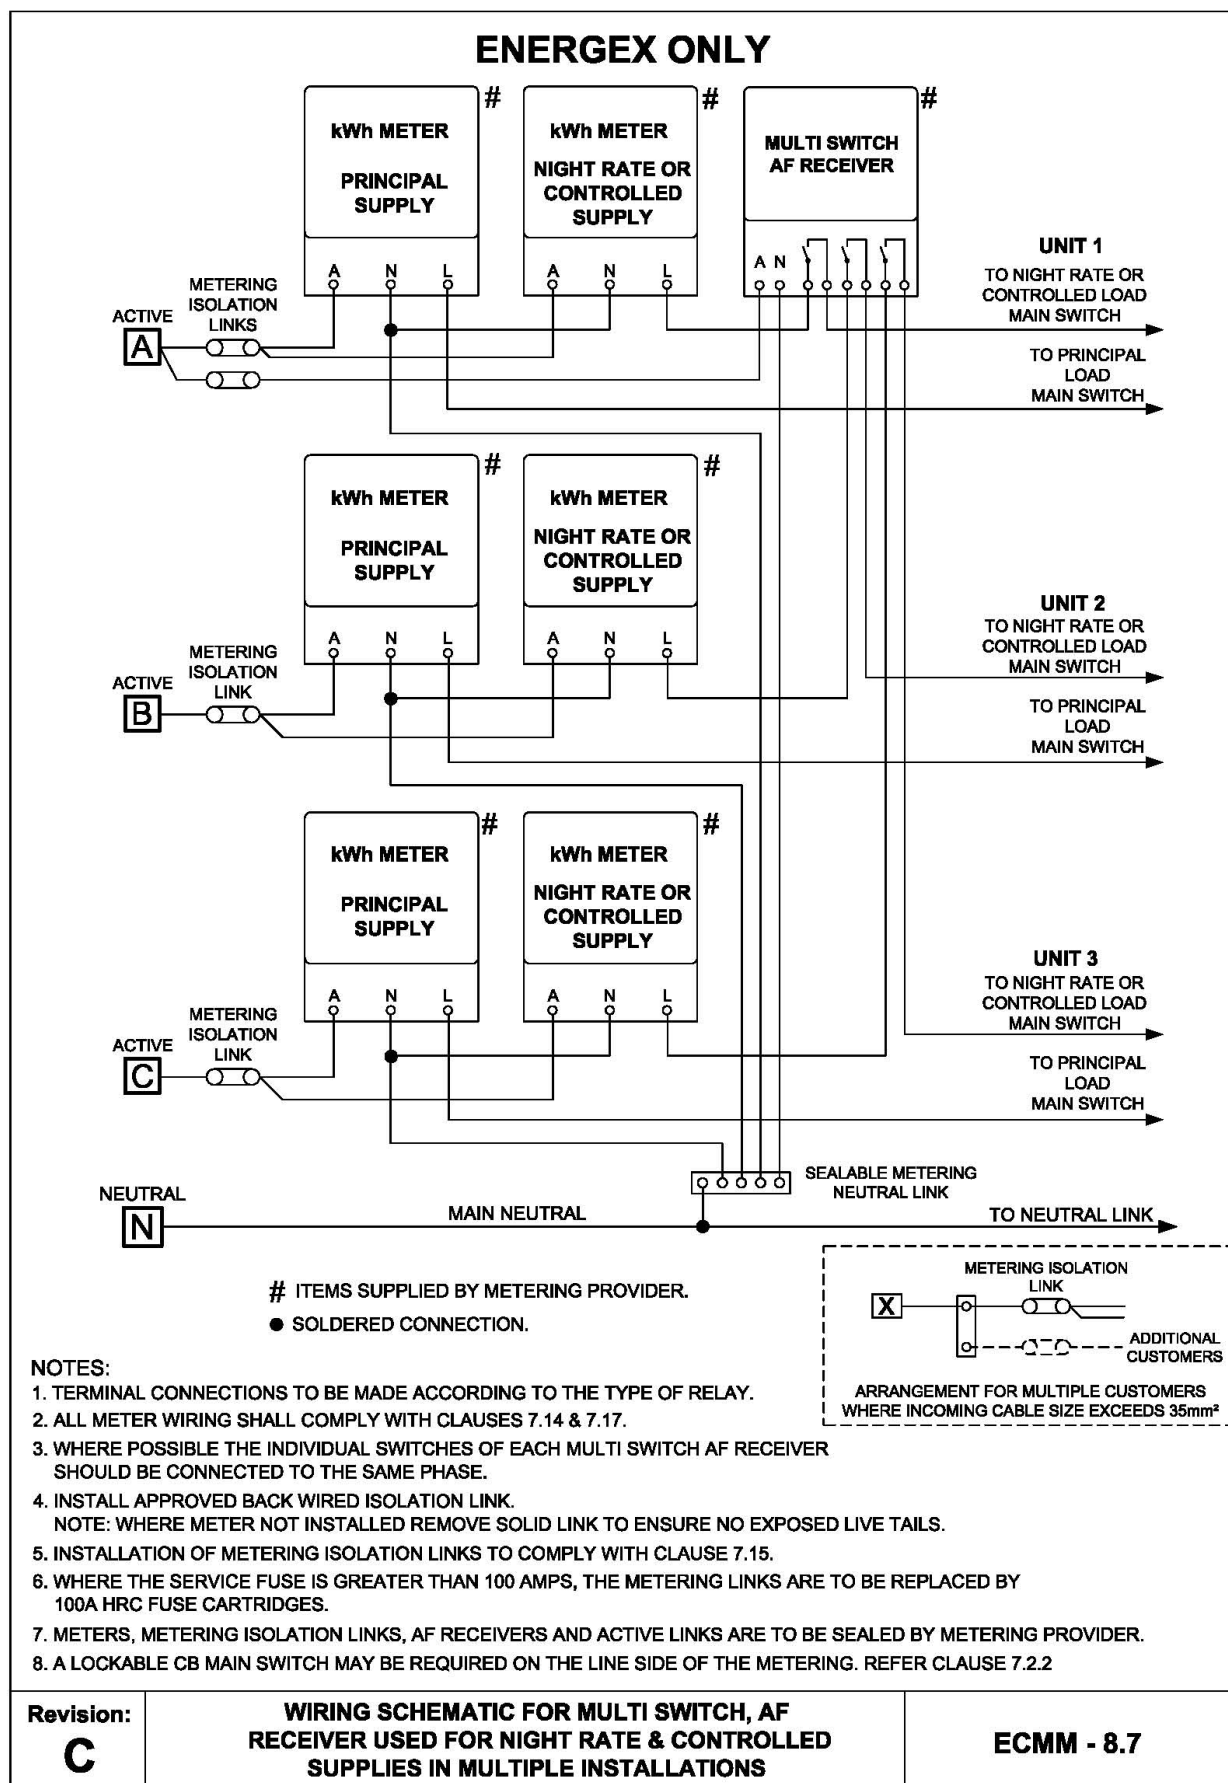 ENERGEX ONLY
kWh METER
PRINCIPAL
SUPPLY
A N L
#
kWh METER
NIGHT RATE OR
CONTROLLED
SUPPLY
A N L
#
MULTI SWITCH
AF RECEIVER
A N
#
METERING
ISOLATION
LINKS
ACTIVE
A
UNIT 1
TO NIGHT RATE OR
CONTROLLED LOAD
MAIN SWITCH
TO PRINCIPAL
LOAD
MAIN SWITCH
kWh METER
PRINCIPAL
SUPPLY
A N L
#
kWh METER
NIGHT RATE OR
CONTROLLED
SUPPLY
A N L
#
METERING
ISOLATION
LINK
ACTIVE
B
UNIT 2
TO NIGHT RATE OR
CONTROLLED LOAD
MAIN SWITCH
TO PRINCIPAL
LOAD
MAIN SWITCH
kWh METER
PRINCIPAL
SUPPLY
A N L
#
kWh METER
NIGHT RATE OR
CONTROLLED
SUPPLY
A N L
#
METERING
ISOLATION
LINK
ACTIVE
C
UNIT 3
TO NIGHT RATE OR
CONTROLLED LOAD
MAIN SWITCH
TO PRINCIPAL
LOAD
MAIN SWITCH
SEALABLE METERING
NEUTRAL LINK
NEUTRAL
N
MAIN NEUTRAL
TO NEUTRAL LINK
# ITEMS SUPPLIED BY METERING PROVIDER.
● SOLDERED CONNECTION.
METERING ISOLATION
LINK
X
ADDITIONAL
CUSTOMERS
ARRANGEMENT FOR MULTIPLE CUSTOMERS
WHERE INCOMING CABLE SIZE EXCEEDS 35mm²
NOTES:
1. TERMINAL CONNECTIONS TO BE MADE ACCORDING TO THE TYPE OF RELAY.
2. ALL METER WIRING SHALL COMPLY WITH CLAUSES 7.14 & 7.17.
3. WHERE POSSIBLE THE INDIVIDUAL SWITCHES OF EACH MULTI SWITCH AF RECEIVER
SHOULD BE CONNECTED TO THE SAME PHASE.
4. INSTALL APPROVED BACK WIRED ISOLATION LINK.
NOTE: WHERE METER NOT INSTALLED REMOVE SOLID LINK TO ENSURE NO EXPOSED LIVE TAILS.
5. INSTALLATION OF METERING ISOLATION LINKS TO COMPLY WITH CLAUSE 7.15.
6. WHERE THE SERVICE FUSE IS GREATER THAN 100 AMPS, THE METERING LINKS ARE TO BE REPLACED BY
100A HRC FUSE CARTRIDGES.
7. METERS, METERING ISOLATION LINKS, AF RECEIVERS AND ACTIVE LINKS ARE TO BE SEALED BY METERING PROVIDER.
8. A LOCKABLE CB MAIN SWITCH MAY BE REQUIRED ON THE LINE SIDE OF THE METERING. REFER CLAUSE 7.2.2
Revision:
C
WIRING SCHEMATIC FOR MULTI SWITCH, AF
RECEIVER USED FOR NIGHT RATE & CONTROLLED
SUPPLIES IN MULTIPLE INSTALLATIONS
ECMM - 8.7